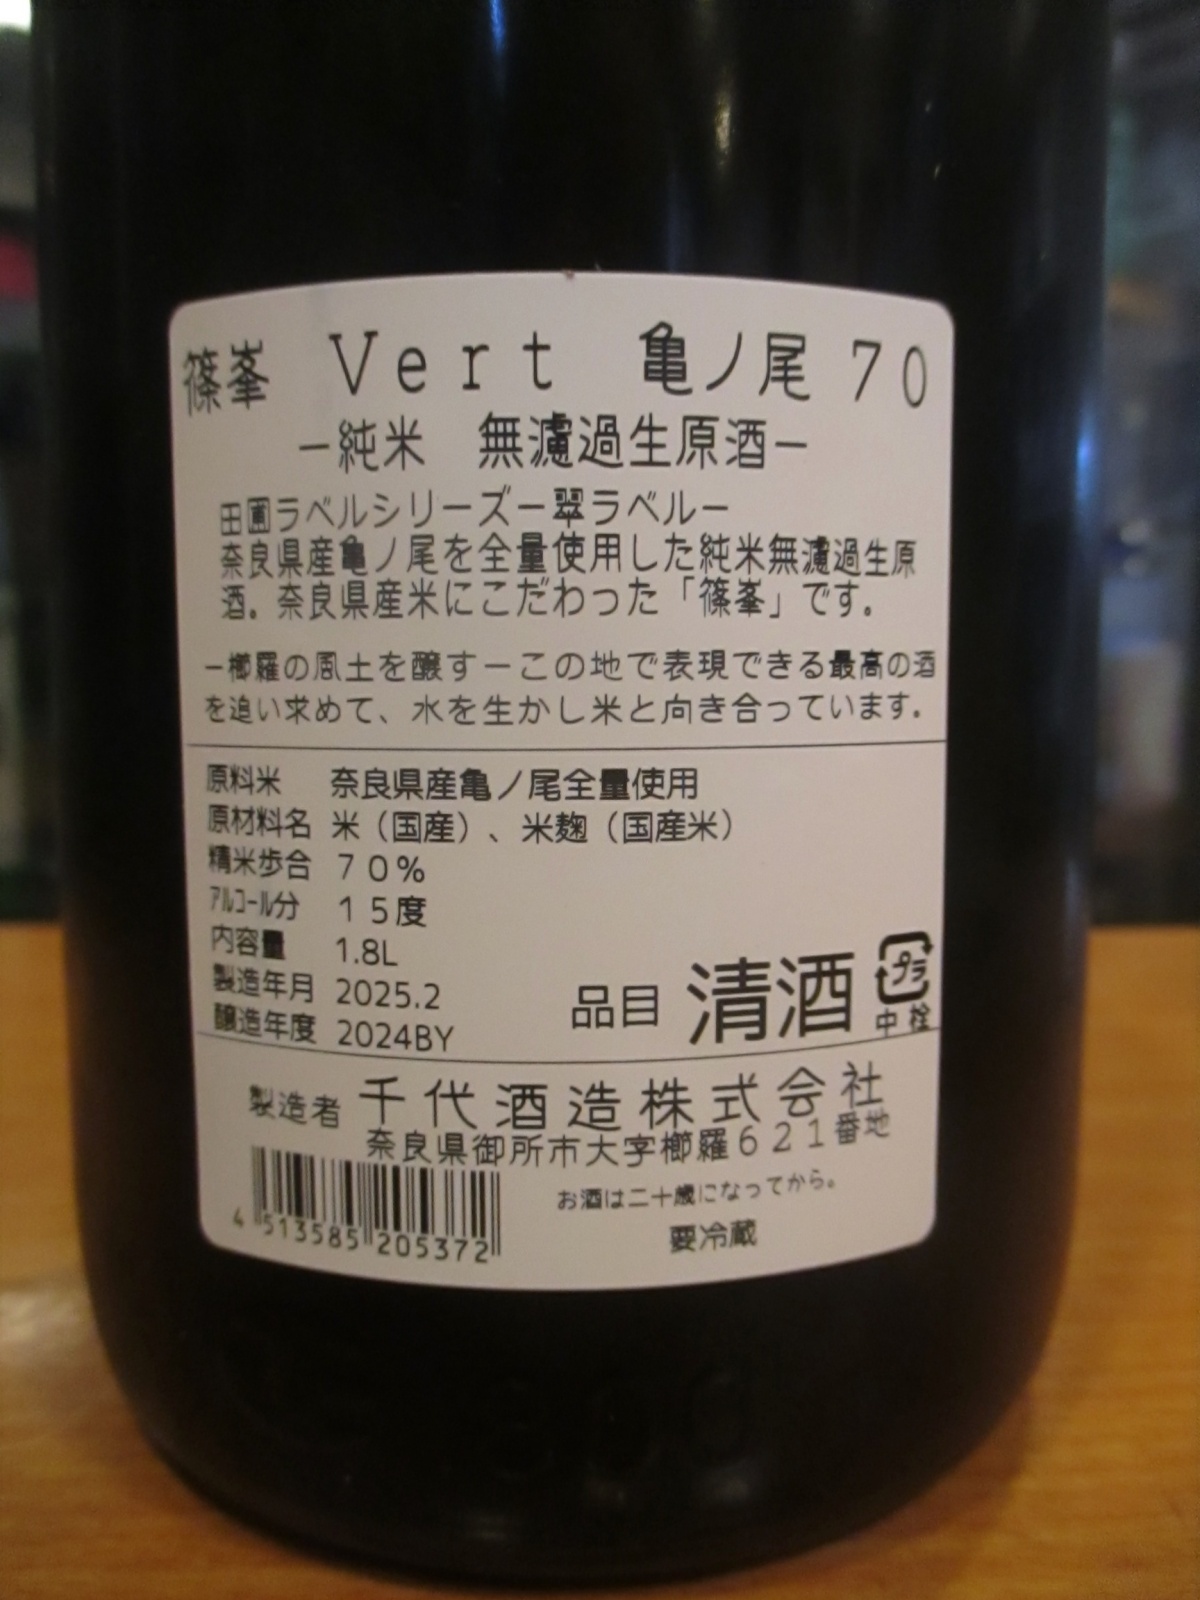 篠峯　Vert　亀ノ尾 70
－純米　無濾過生原酒－
田圃ラベルシリーズー翠ラベルー
奈良県産亀ノ尾を全量使用した純米無濾過生原
酒。奈良県産米にこだわった「篠峯」です。
－櫛羅の風土を醸す－この地で表現できる最高の酒
を追い求めて、水を生かし米と向き合っています。
原料米　奈良県産亀ノ尾全量使用
原材料名　米（国産）、米麹（国産米）
精米歩合　70％
アルコール分　15度
内容量　1.8L
製造年月　2025.2
醸造年度　2024BY
品目　清酒
プラ
中栓
製造者　千代酒造株式会社
奈良県御所市大字櫛羅621番地
お酒は二十歳になってから。
要冷蔵
4 513585 205372